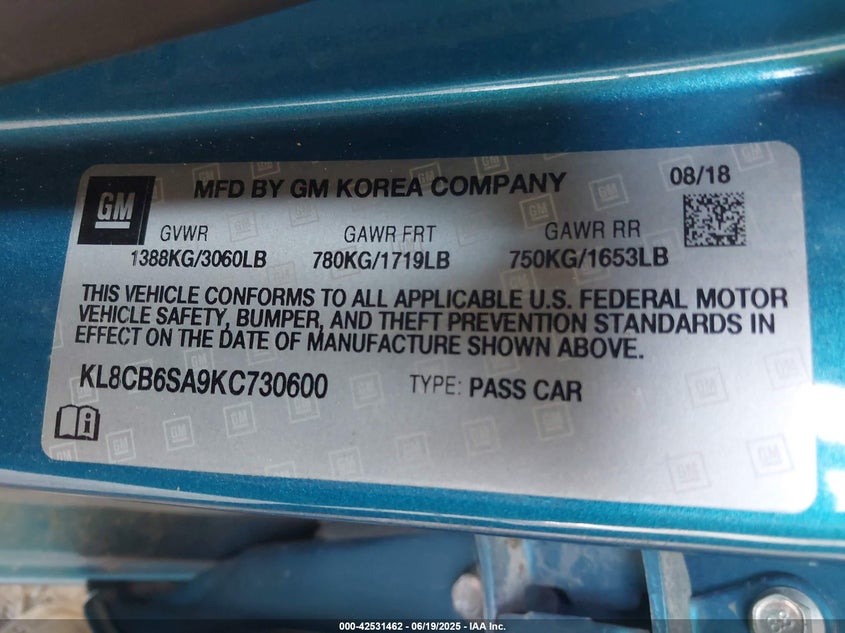 GM
MFD BY GM KOREA COMPANY
08/18
GVWR
GAWR FRT
GAWR RR
1388KG/3060LB
780KG/1719LB
750KG/1653LB
THIS VEHICLE CONFORMS TO ALL APPLICABLE U.S. FEDERAL MOTOR
VEHICLE SAFETY, BUMPER, AND THEFT PREVENTION STANDARDS IN
EFFECT ON THE DATE OF MANUFACTURE SHOWN ABOVE.
KL8CB6SA9KC730600
TYPE: PASS CAR
000-42531462 - 06/19/2025 - IAA Inc.